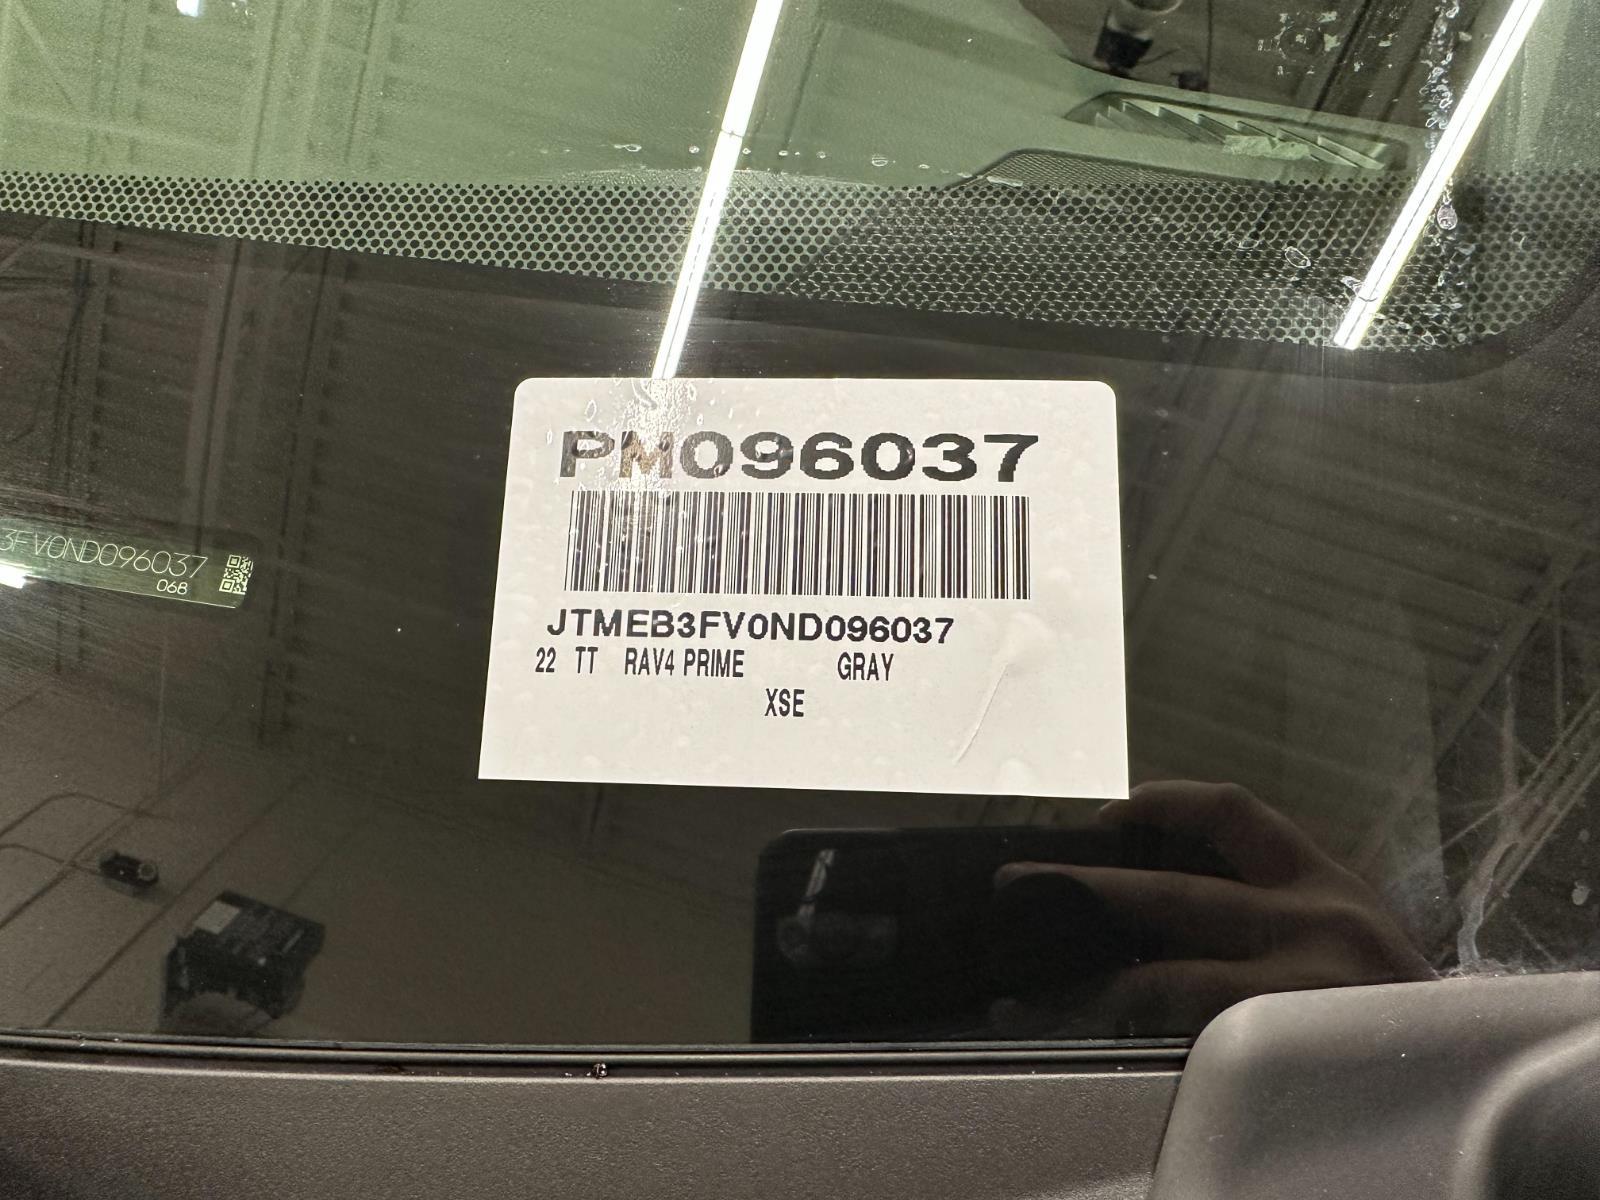 PM096037
JTMEB3FV0ND096037
22 TT RAV4 PRIME GRAY
XSE
3FV0ND096037
068